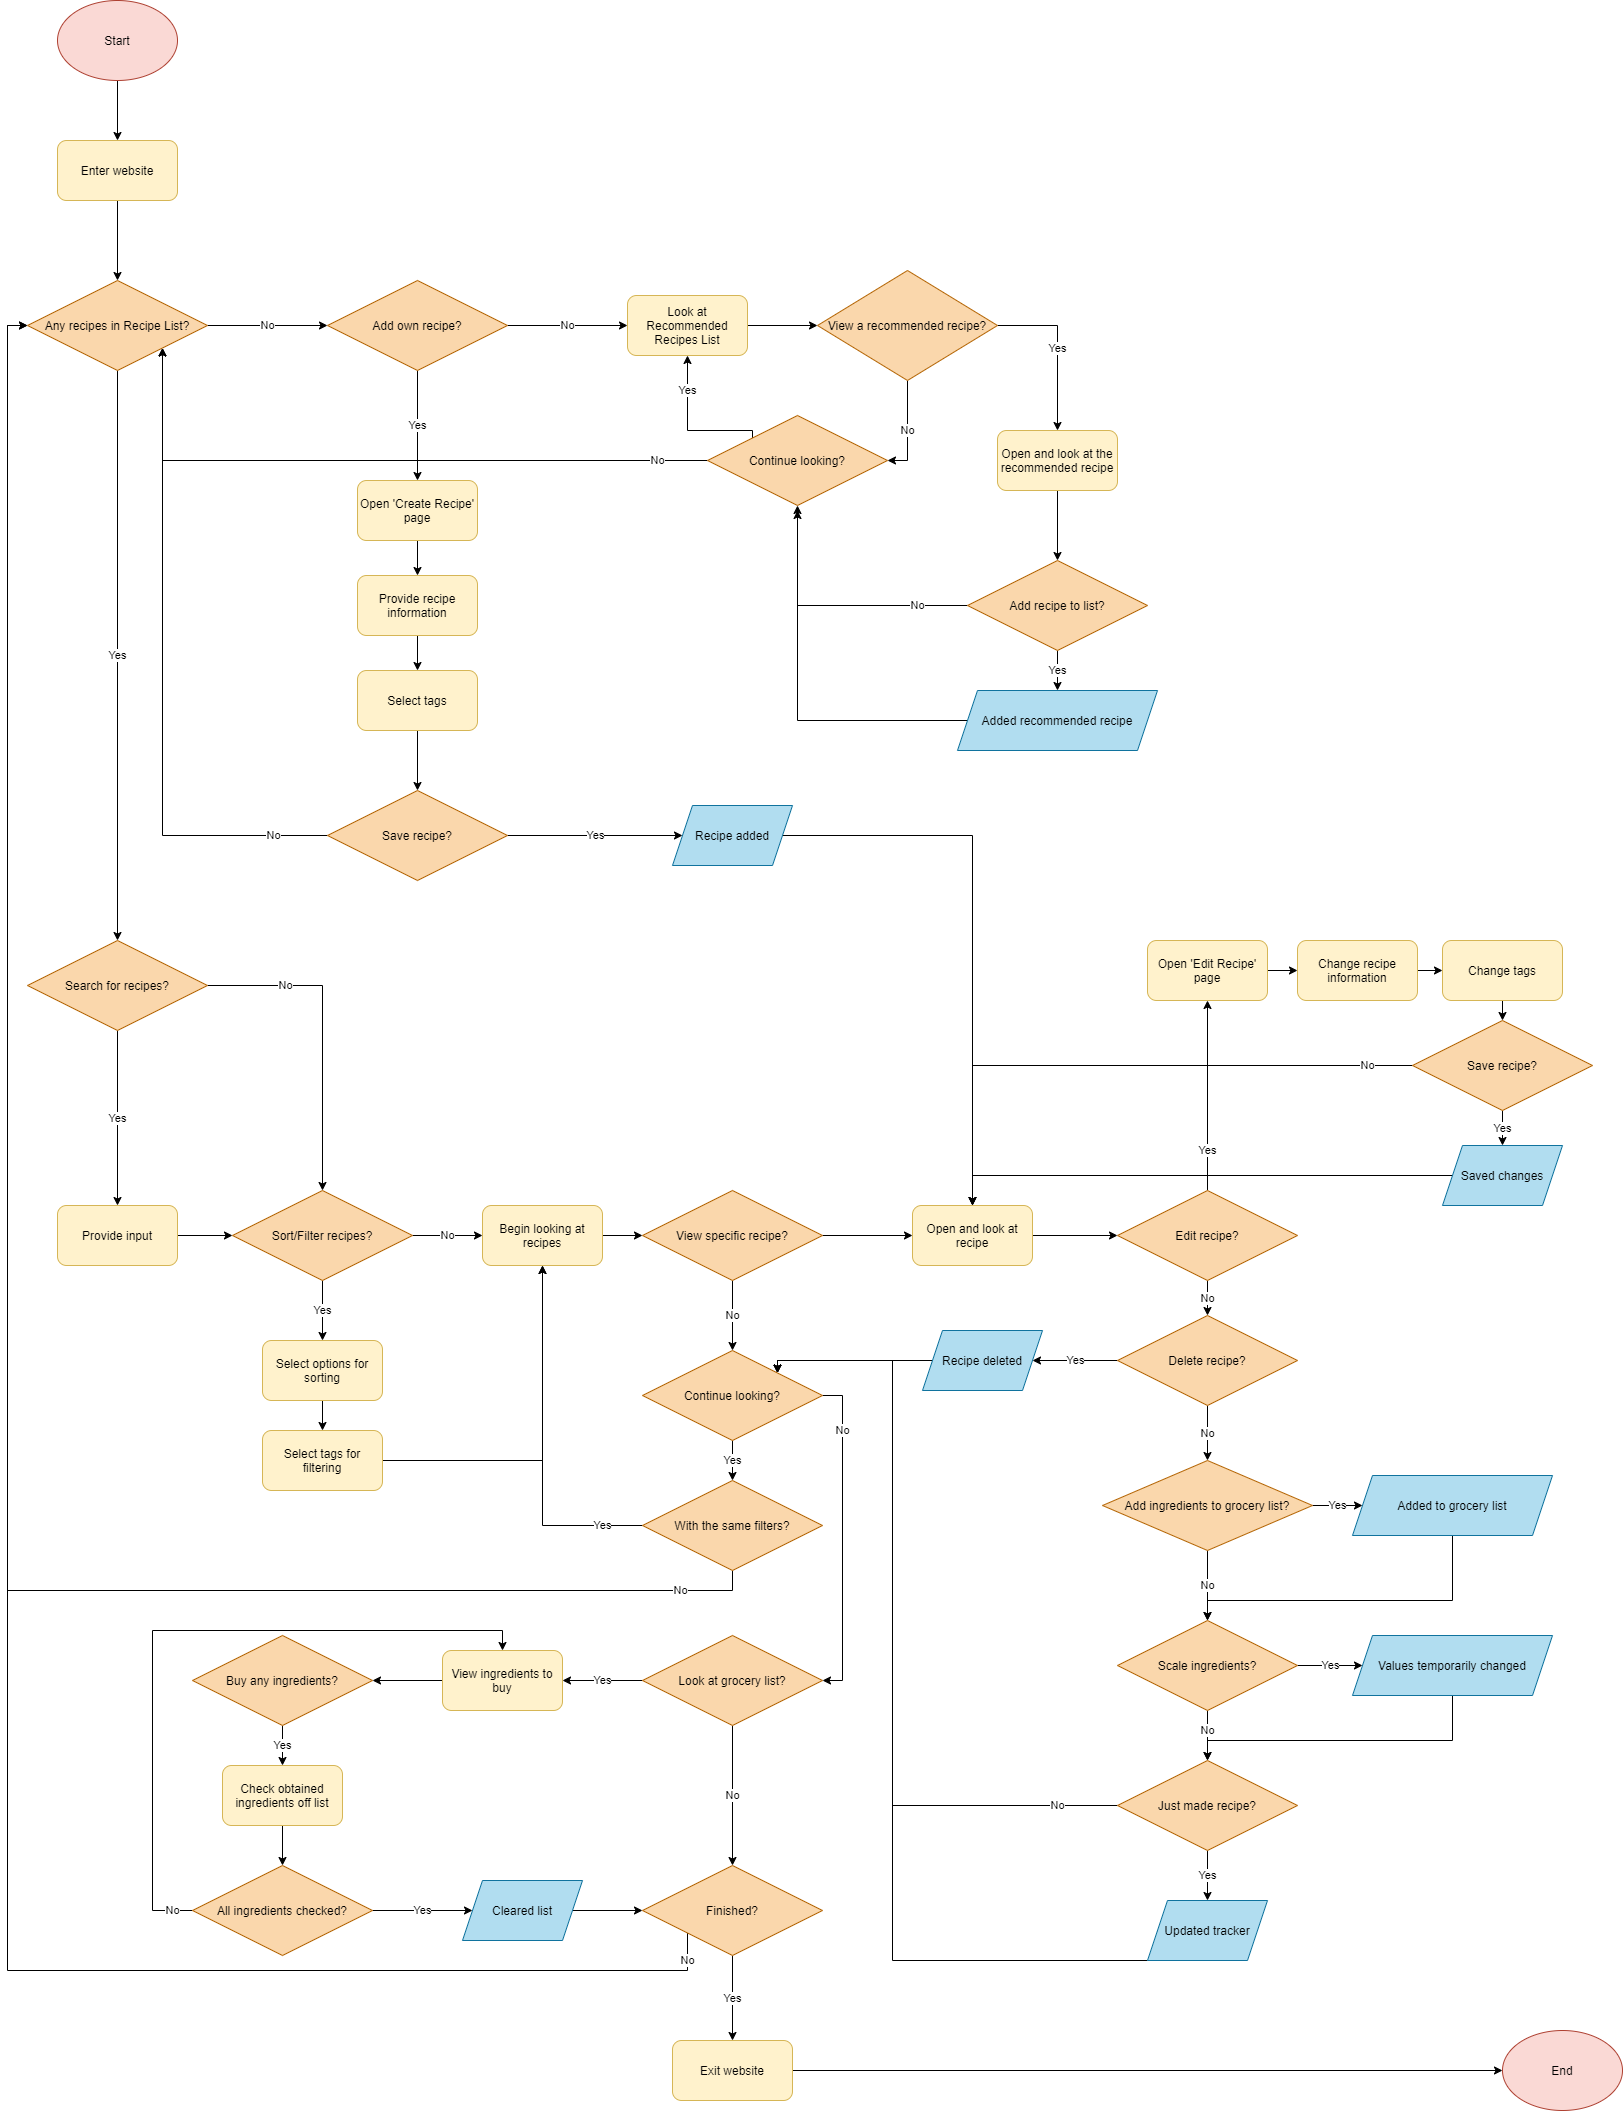 Start
Enter website
Any recipes in Recipe List?
No
Add own recipe?
No
Look at
Recommended
Recipes List
View a recommended recipe?
Yes
Yes
No
Yes
Continue looking?
No
Open and look at the
recommended recipe
Open 'Create Recipe'
page
Provide recipe
information
Add recipe to list?
No
Yes
Yes
Select tags
Added recommended recipe
Save recipe?
No
Yes
Recipe added
Search for recipes?
No
Yes
Open 'Edit Recipe'
page
Change recipe
information
Change tags
Save recipe?
No
Yes
Saved changes
Yes
Provide input
Sort/Filter recipes?
No
Begin looking at
recipes
View specific recipe?
Open and look at
recipe
Edit recipe?
Yes
No
No
Select options for
sorting
Select tags for
filtering
Continue looking?
No
Yes
Recipe deleted
Yes
Delete recipe?
No
With the same filters?
Yes
No
Add ingredients to grocery list?
Yes
Added to grocery list
No
Buy any ingredients?
View ingredients to
buy
Yes
Look at grocery list?
Scale ingredients?
Yes
Values temporarily changed
No
Yes
Check obtained
ingredients off list
No
Just made recipe?
No
Yes
All ingredients checked?
No
Yes
Cleared list
Finished?
No
Yes
Updated tracker
Exit website
End